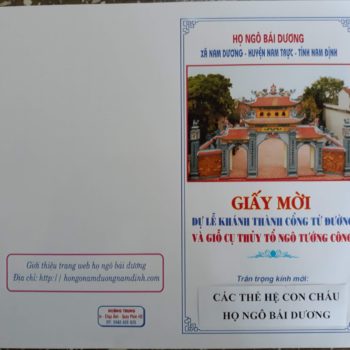 HỌ NGÔ BÁI DƯƠNG
XÃ NAM DƯƠNG - HUYỆN NAM TRỰC - TỈNH NAM ĐỊNH
GIẤY MỜI
DỰ LỄ KHÁNH THÀNH CỔNG TỪ ĐƯỜNG
VÀ GIỖ CỤ THỦY TỔ NGÔ TƯỚNG CÔNG
Trân trọng kính mời:
CÁC THẾ HỆ CON CHÁU
HỌ NGÔ BÁI DƯƠNG
Giới thiệu trang web họ ngô bái dương
Địa chỉ: http:// hongonamduongnamdinh.com